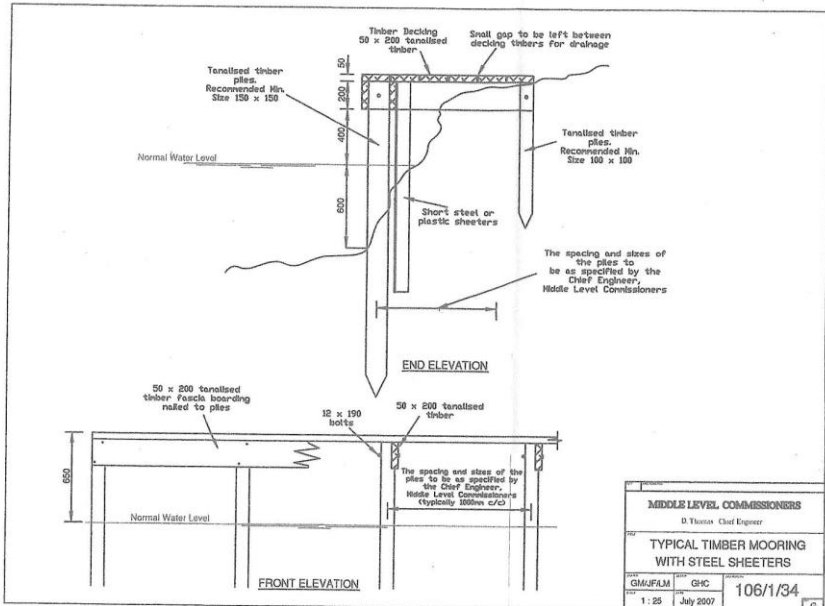 Timber Decking
50 x 200 tanalised
timber
Small gap to be left between
decking timbers for drainage
50
200
400
600
Tanalised timber
piles.
Recommended Min.
Size 150 x 150
Normal Water Level
Tanalised timber
piles.
Recommended Min.
Size 100 x 100
Short steel or
plastic sheeters
The spacing and sizes of
the piles to
be as specified by the
Chief Engineer,
Middle Level Commissioners
END ELEVATION
50 x 200 tanalised
timber fascia boarding
nailed to piles
12 x 190
bolts
50 x 200 tanalised
timber
650
The spacing and sizes of the
piles to be as specified by
the Chief Engineer,
Middle Level Commissioners
(typically 1000mm c/c)
Normal Water Level
FRONT ELEVATION
MIDDLE LEVEL COMMISSIONERS
D. Thomas Chief Engineer
TYPICAL TIMBER MOORING
WITH STEEL SHEETERS
GM/JF/LM
GHC
106/1/34
1 : 25
July 2007